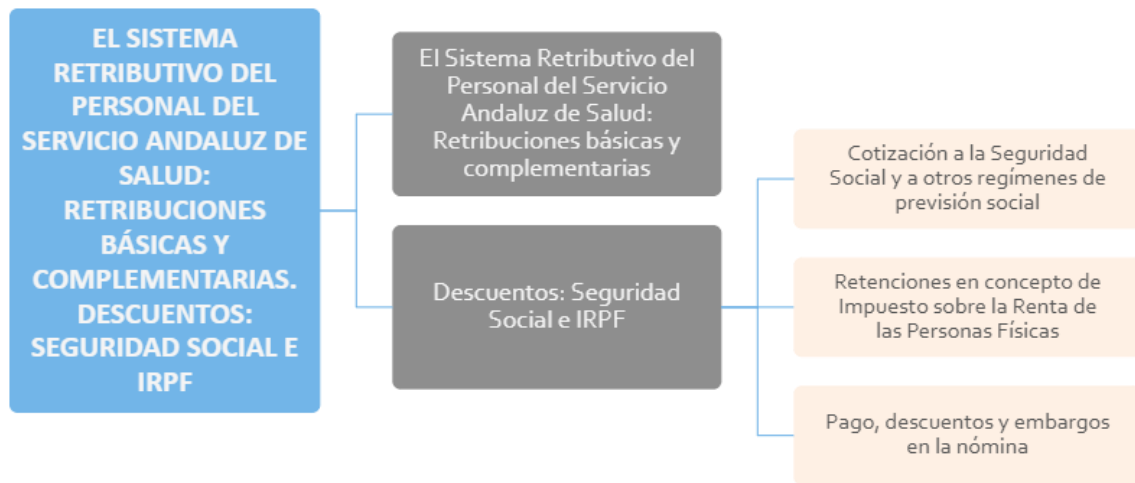 EL SISTEMA
RETRIBUTIVO DEL
PERSONAL DEL
SERVICIO ANDALUZ DE
SALUD:
RETRIBUCIONES
BÁSICAS Y
COMPLEMENTARIAS.
DESCUENTOS:
SEGURIDAD SOCIAL E
IRPF
El Sistema Retributivo del
Personal del Servicio
Andaluz de Salud:
Retribuciones básicas y
complementarias
Descuentos: Seguridad
Social e IRPF
Cotización a la Seguridad
Social y a otros regímenes de
previsión social
Retenciones en concepto de
Impuesto sobre la Renta de
las Personas Físicas
Pago, descuentos y embargos
en la nómina